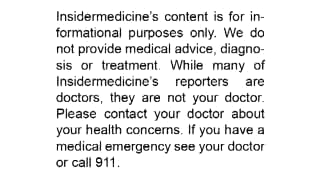 Insidermedicine's content is for in-
formational purposes only. We do
not provide medical advice, diagno-
sis or treatment. While many of
Insidermedicine's reporters are
doctors, they are not your doctor.
Please contact your doctor about
your health concerns. If you have a
medical emergency see your doctor
or call 911.